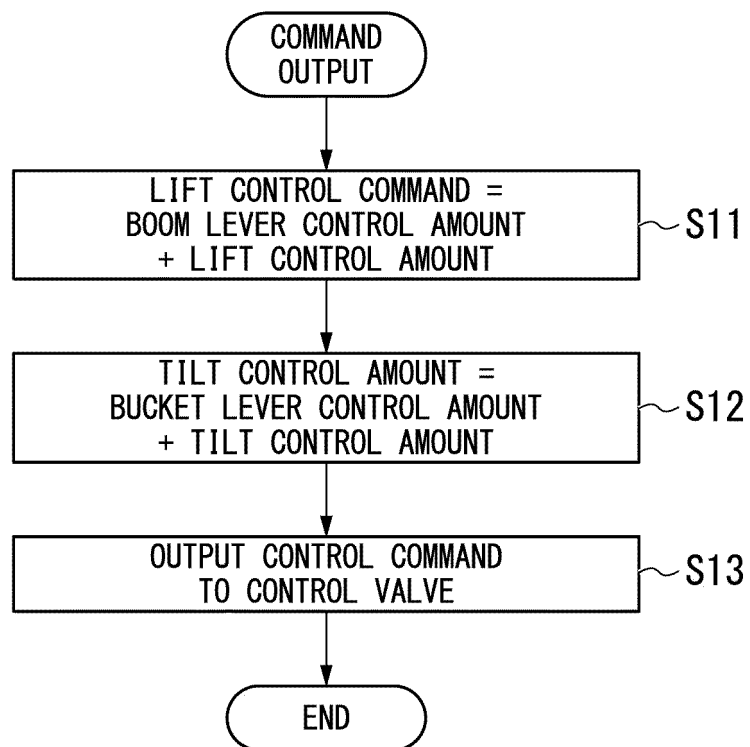 COMMAND
OUTPUT
LIFT CONTROL COMMAND =
BOOM LEVER CONTROL AMOUNT
+ LIFT CONTROL AMOUNT
S11
TILT CONTROL AMOUNT =
BUCKET LEVER CONTROL AMOUNT
+ TILT CONTROL AMOUNT
S12
OUTPUT CONTROL COMMAND
TO CONTROL VALVE
S13
END